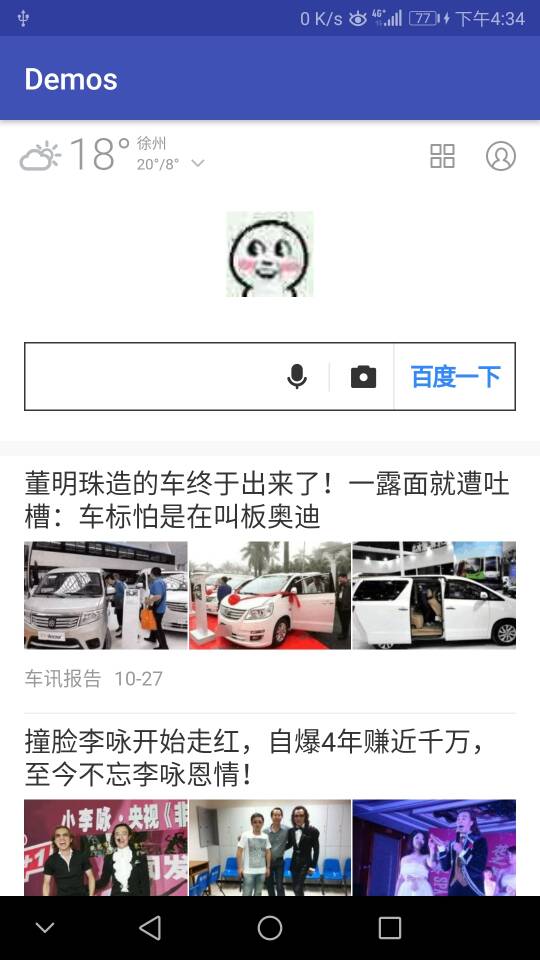 0 K/s 4G+ 77 下午4:34
Demos
18° 徐州
20°/8°
百度一下
董明珠造的车终于出来了！一露面就遭吐
槽：车标怕是在叫板奥迪
车讯报告 10-27
撞脸李咏开始走红，自爆4年赚近千万，
至今不忘李咏恩情！
小李咏·央视《非